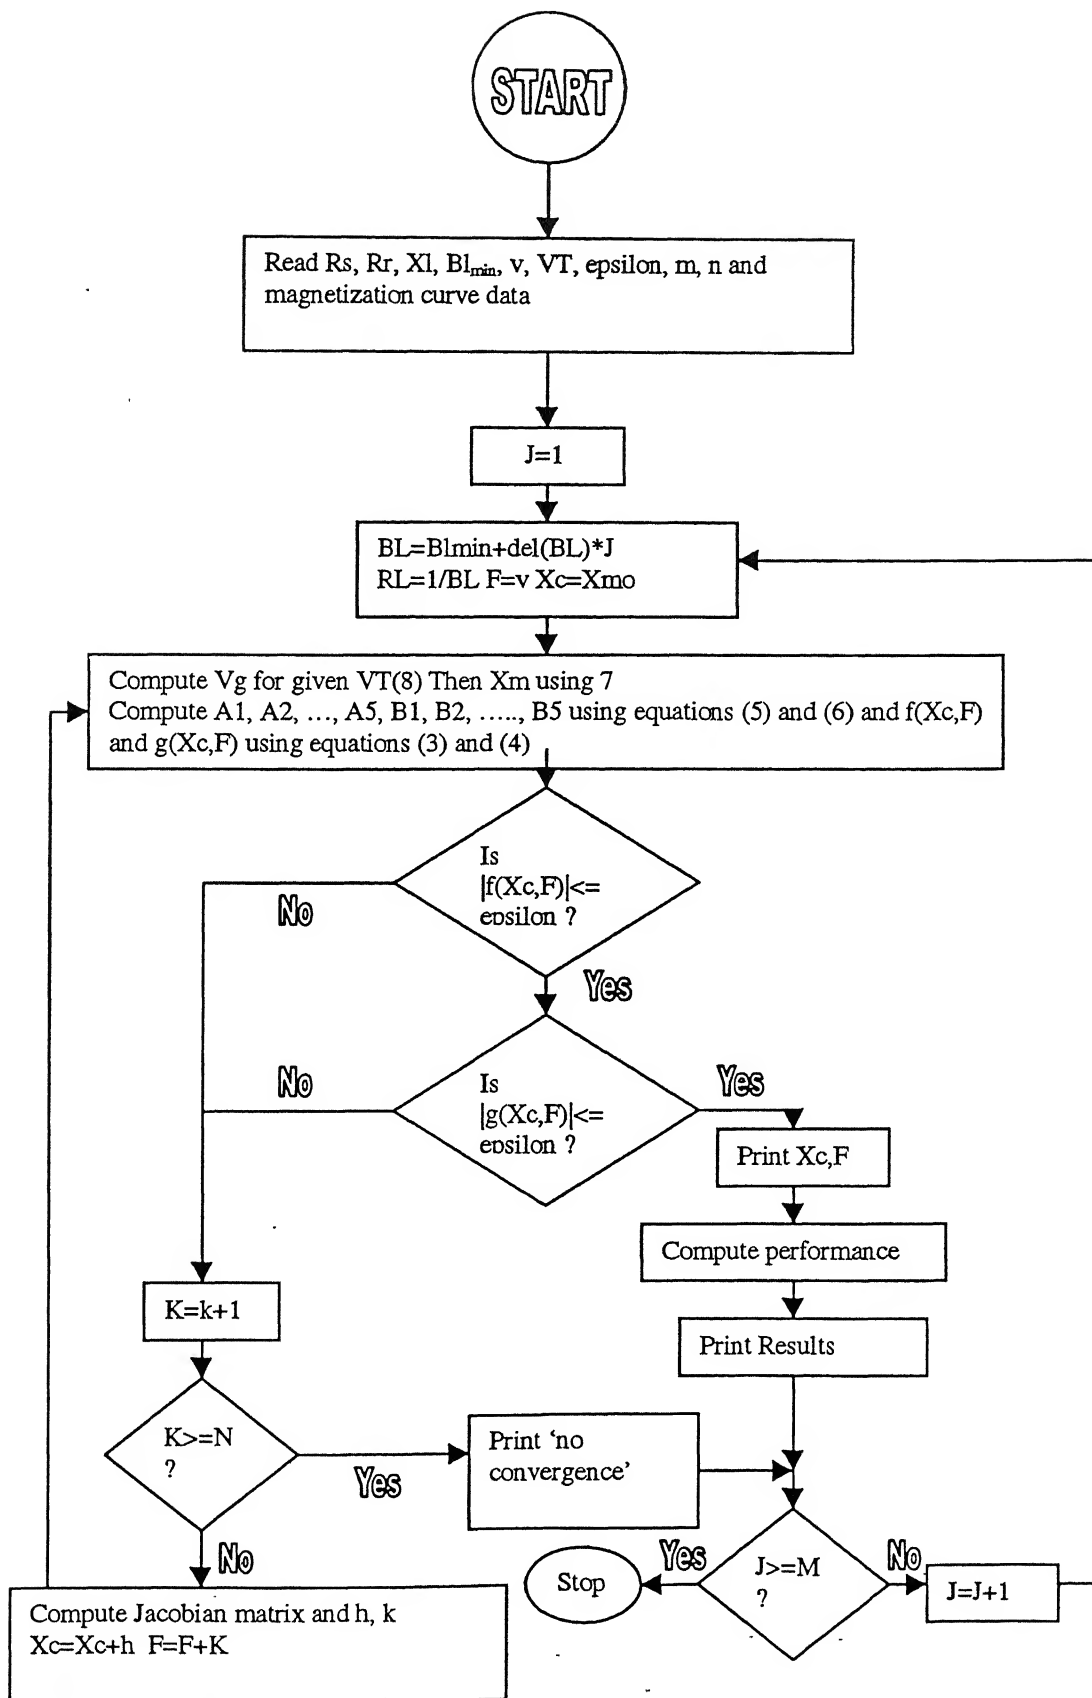 START
Read Rs, Rr, Xl, Bl_min, v, VT, epsilon, m, n and
magnetization curve data
J=1
BL=Blmin+del(BL)*J
RL=1/BL F=v Xc=Xmo
Compute Vg for given VT(8) Then Xm using 7
Compute A1, A2, …, A5, B1, B2, ….., B5 using equations (5) and (6) and f(Xc,F)
and g(Xc,F) using equations (3) and (4)
Is
|f(Xc,F)|<=
epsilon ?
No
Yes
Is
|g(Xc,F)|<=
epsilon ?
No
Yes
Print Xc,F
Compute performance
Print Results
K=k+1
K>=N
?
Yes
No
Print ‘no
convergence’
J>=M
?
Yes
No
Stop
J=J+1
Compute Jacobian matrix and h, k
Xc=Xc+h F=F+K